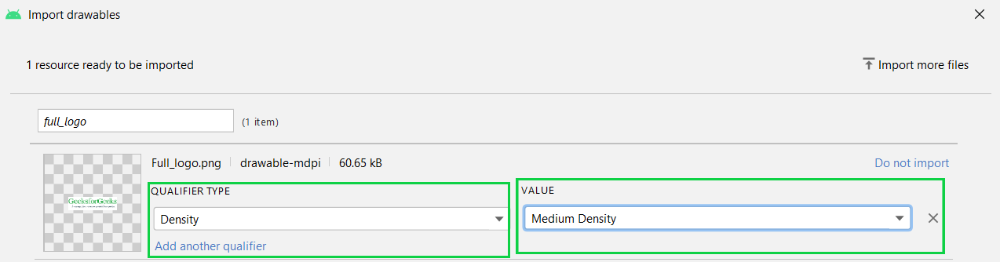 Import drawables
1 resource ready to be imported
Import more files
full_logo (1 item)
Full_logo.png drawable-mdpi 60.65 kB
Do not import
QUALIFIER TYPE
VALUE
Density
Medium Density
Add another qualifier
GeeksforGeeks